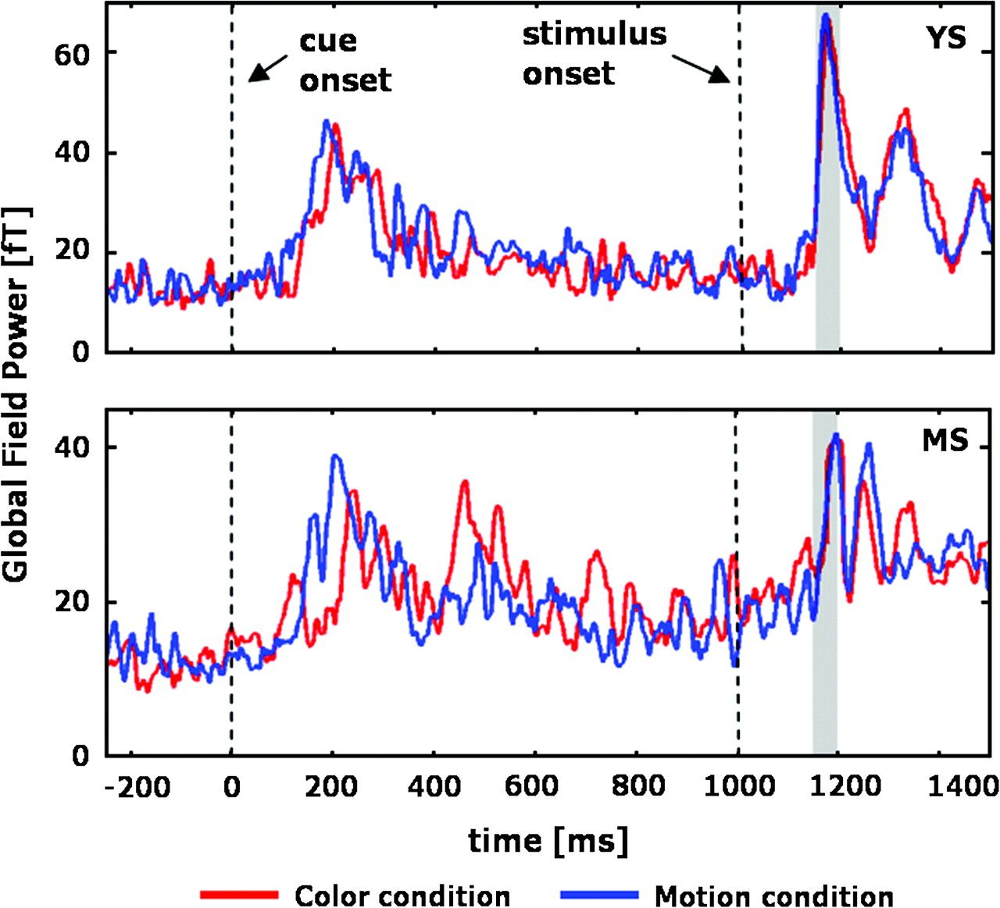 Global Field Power [fT]
60
40
20
0
cue
onset
stimulus
onset
YS
40
20
0
MS
-200 0 200 400 600 800 1000 1200 1400
time [ms]
Color condition Motion condition